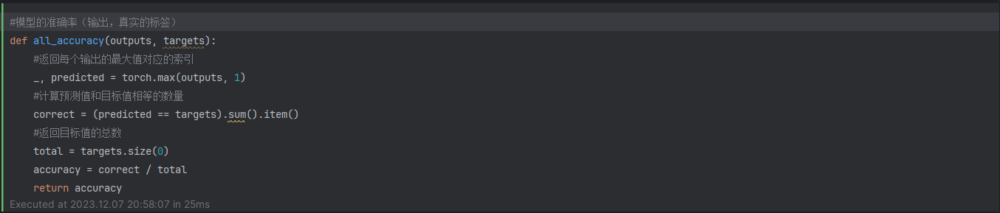 #模型的准确率（输出，真实的标签）
def all_accuracy(outputs, targets):
    #返回每个输出的最大值对应的索引
    _, predicted = torch.max(outputs, 1)
    #计算预测值和目标值相等的数量
    correct = (predicted == targets).sum().item()
    #返回目标值的总数
    total = targets.size(0)
    accuracy = correct / total
    return accuracy
Executed at 2023.12.07 20:58:07 in 25ms